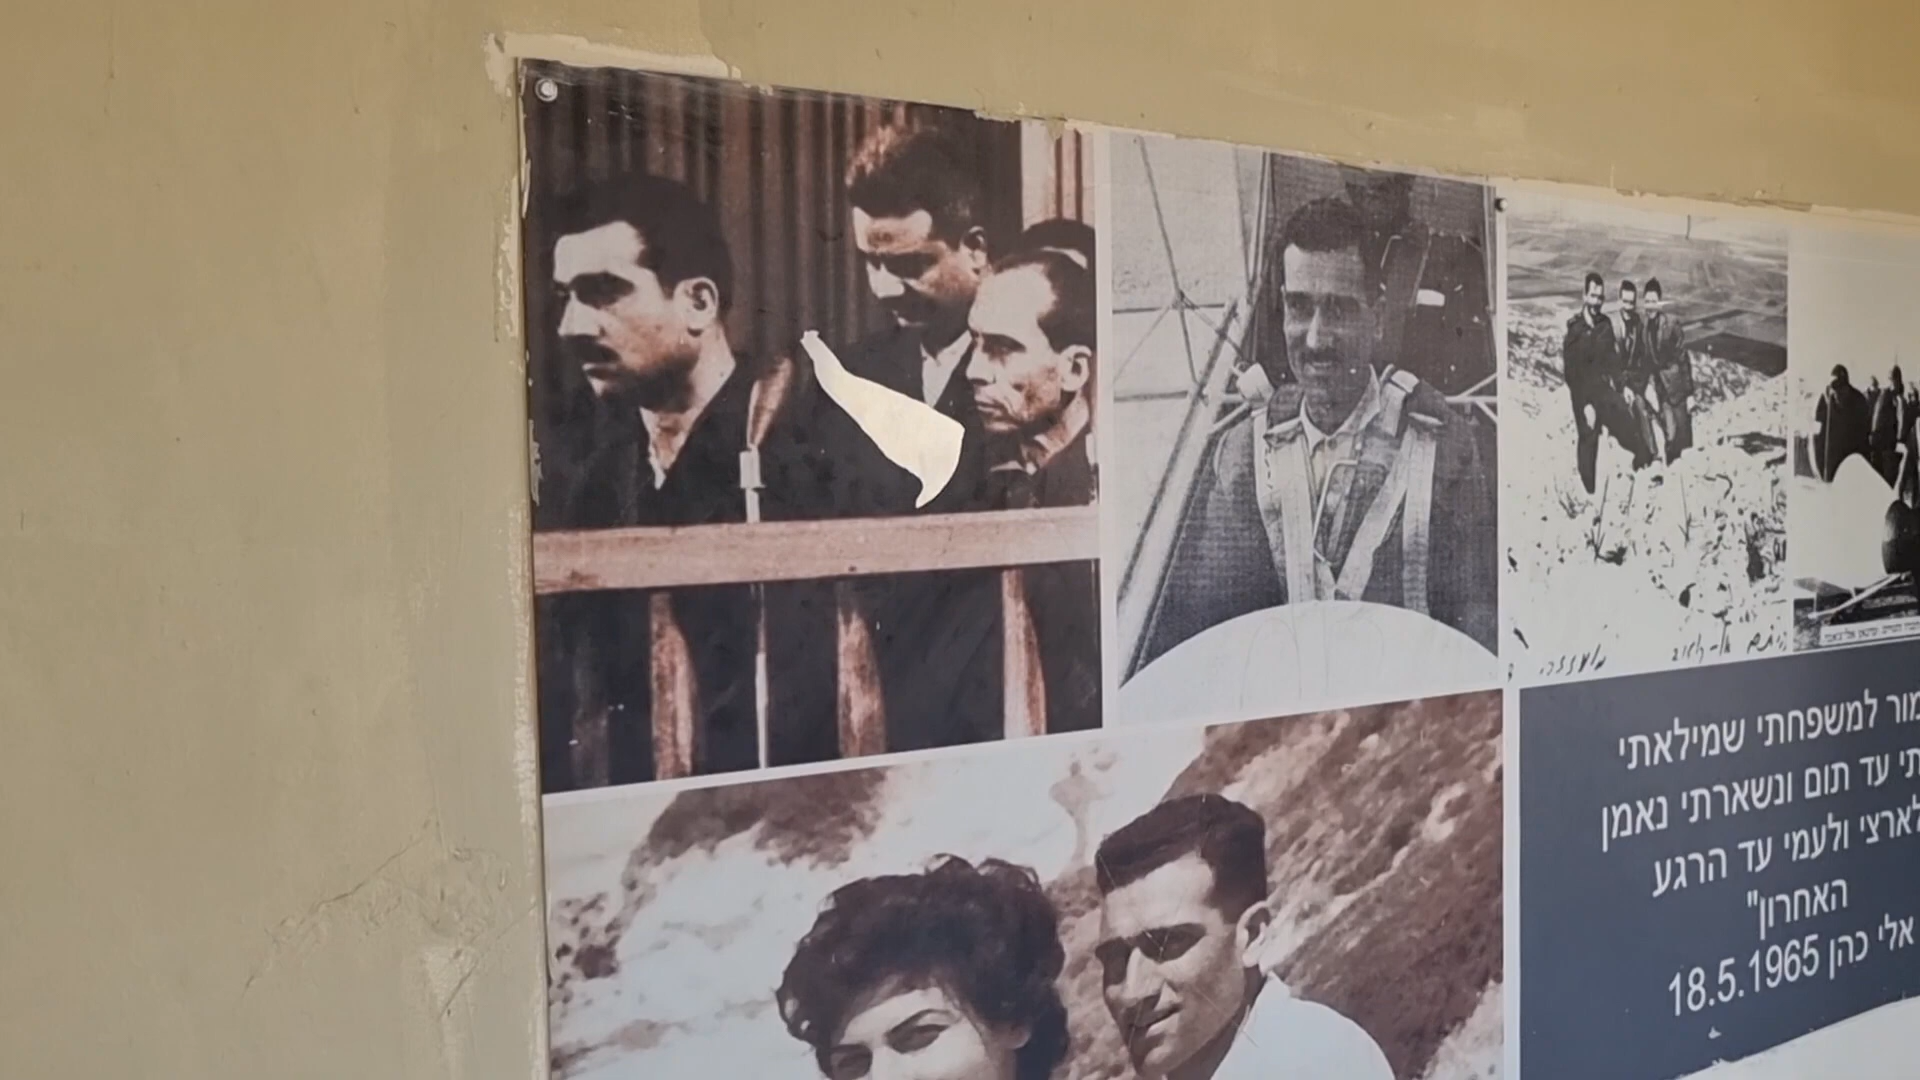 מור למשפחתי שמילאתי
תי עד תום ונשארתי נאמן
לארצי ולעמי עד הרגע
האחרון"
אלי כהן 18.5.1965